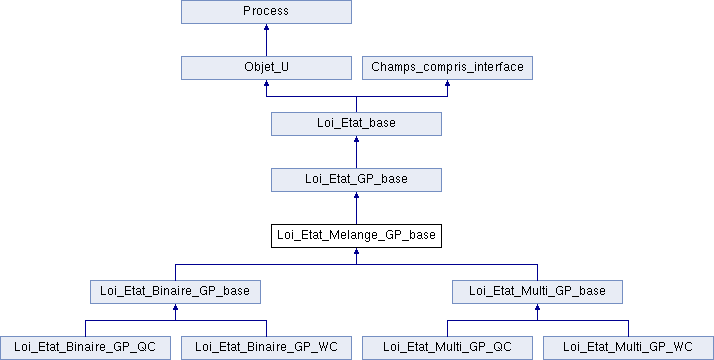 Process
Objet_U
Champs_compris_interface
Loi_Etat_base
Loi_Etat_GP_base
Loi_Etat_Melange_GP_base
Loi_Etat_Binaire_GP_base
Loi_Etat_Multi_GP_base
Loi_Etat_Binaire_GP_QC
Loi_Etat_Binaire_GP_WC
Loi_Etat_Multi_GP_QC
Loi_Etat_Multi_GP_WC